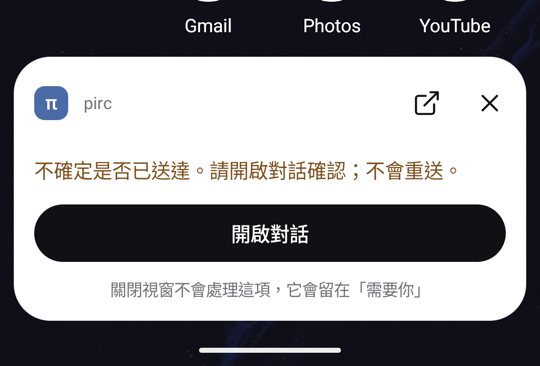 Gmail Photos YouTube
π pirc
不確定是否已送達。請開啟對話確認；不會重送。
開啟對話
關閉視窗不會處理這項，它會留在「需要你」